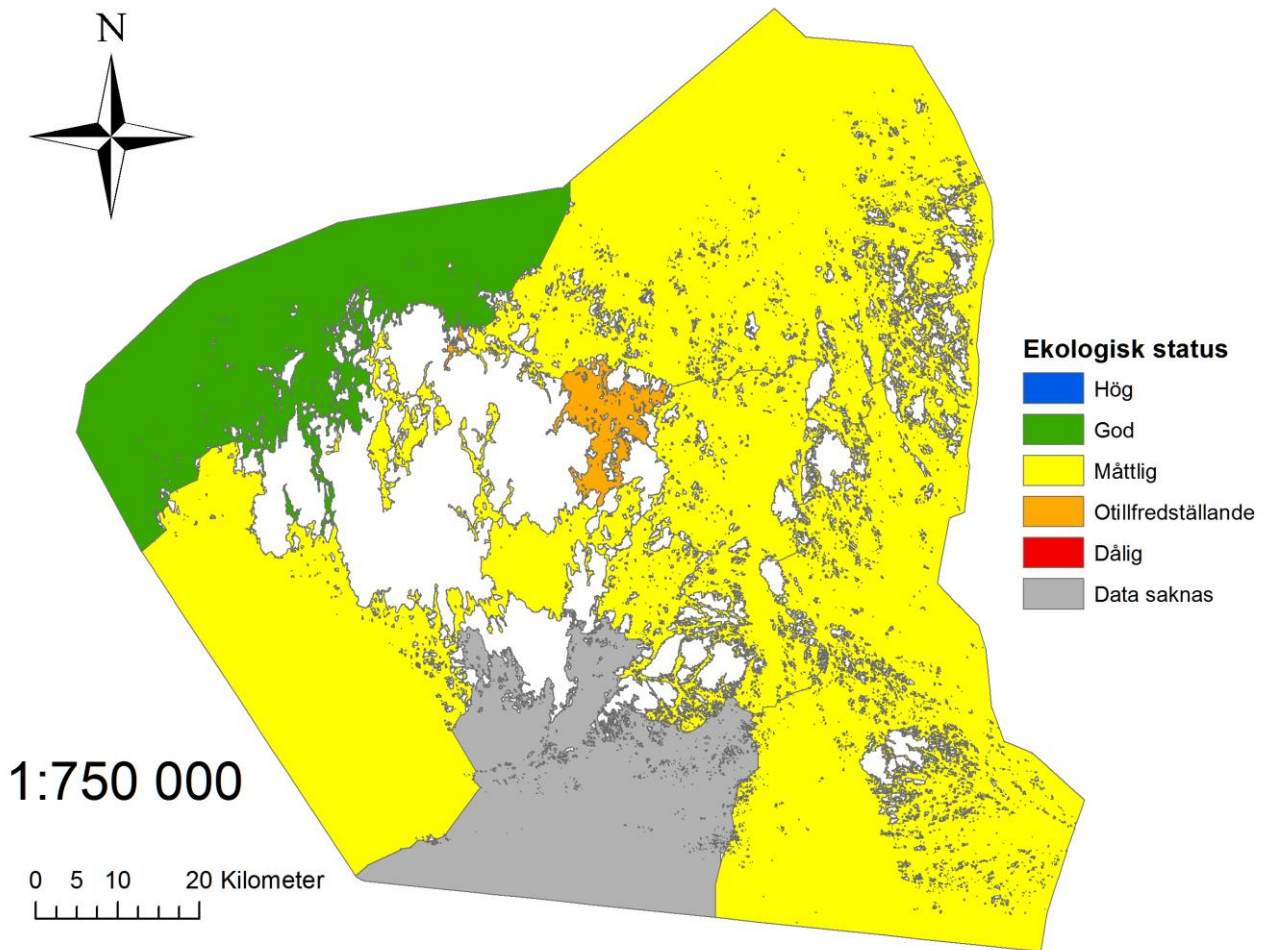 N
Ekologisk status
Hög
God
Måttlig
Otillfredställande
Dålig
Data saknas
1:750 000
0 5 10 20 Kilometer